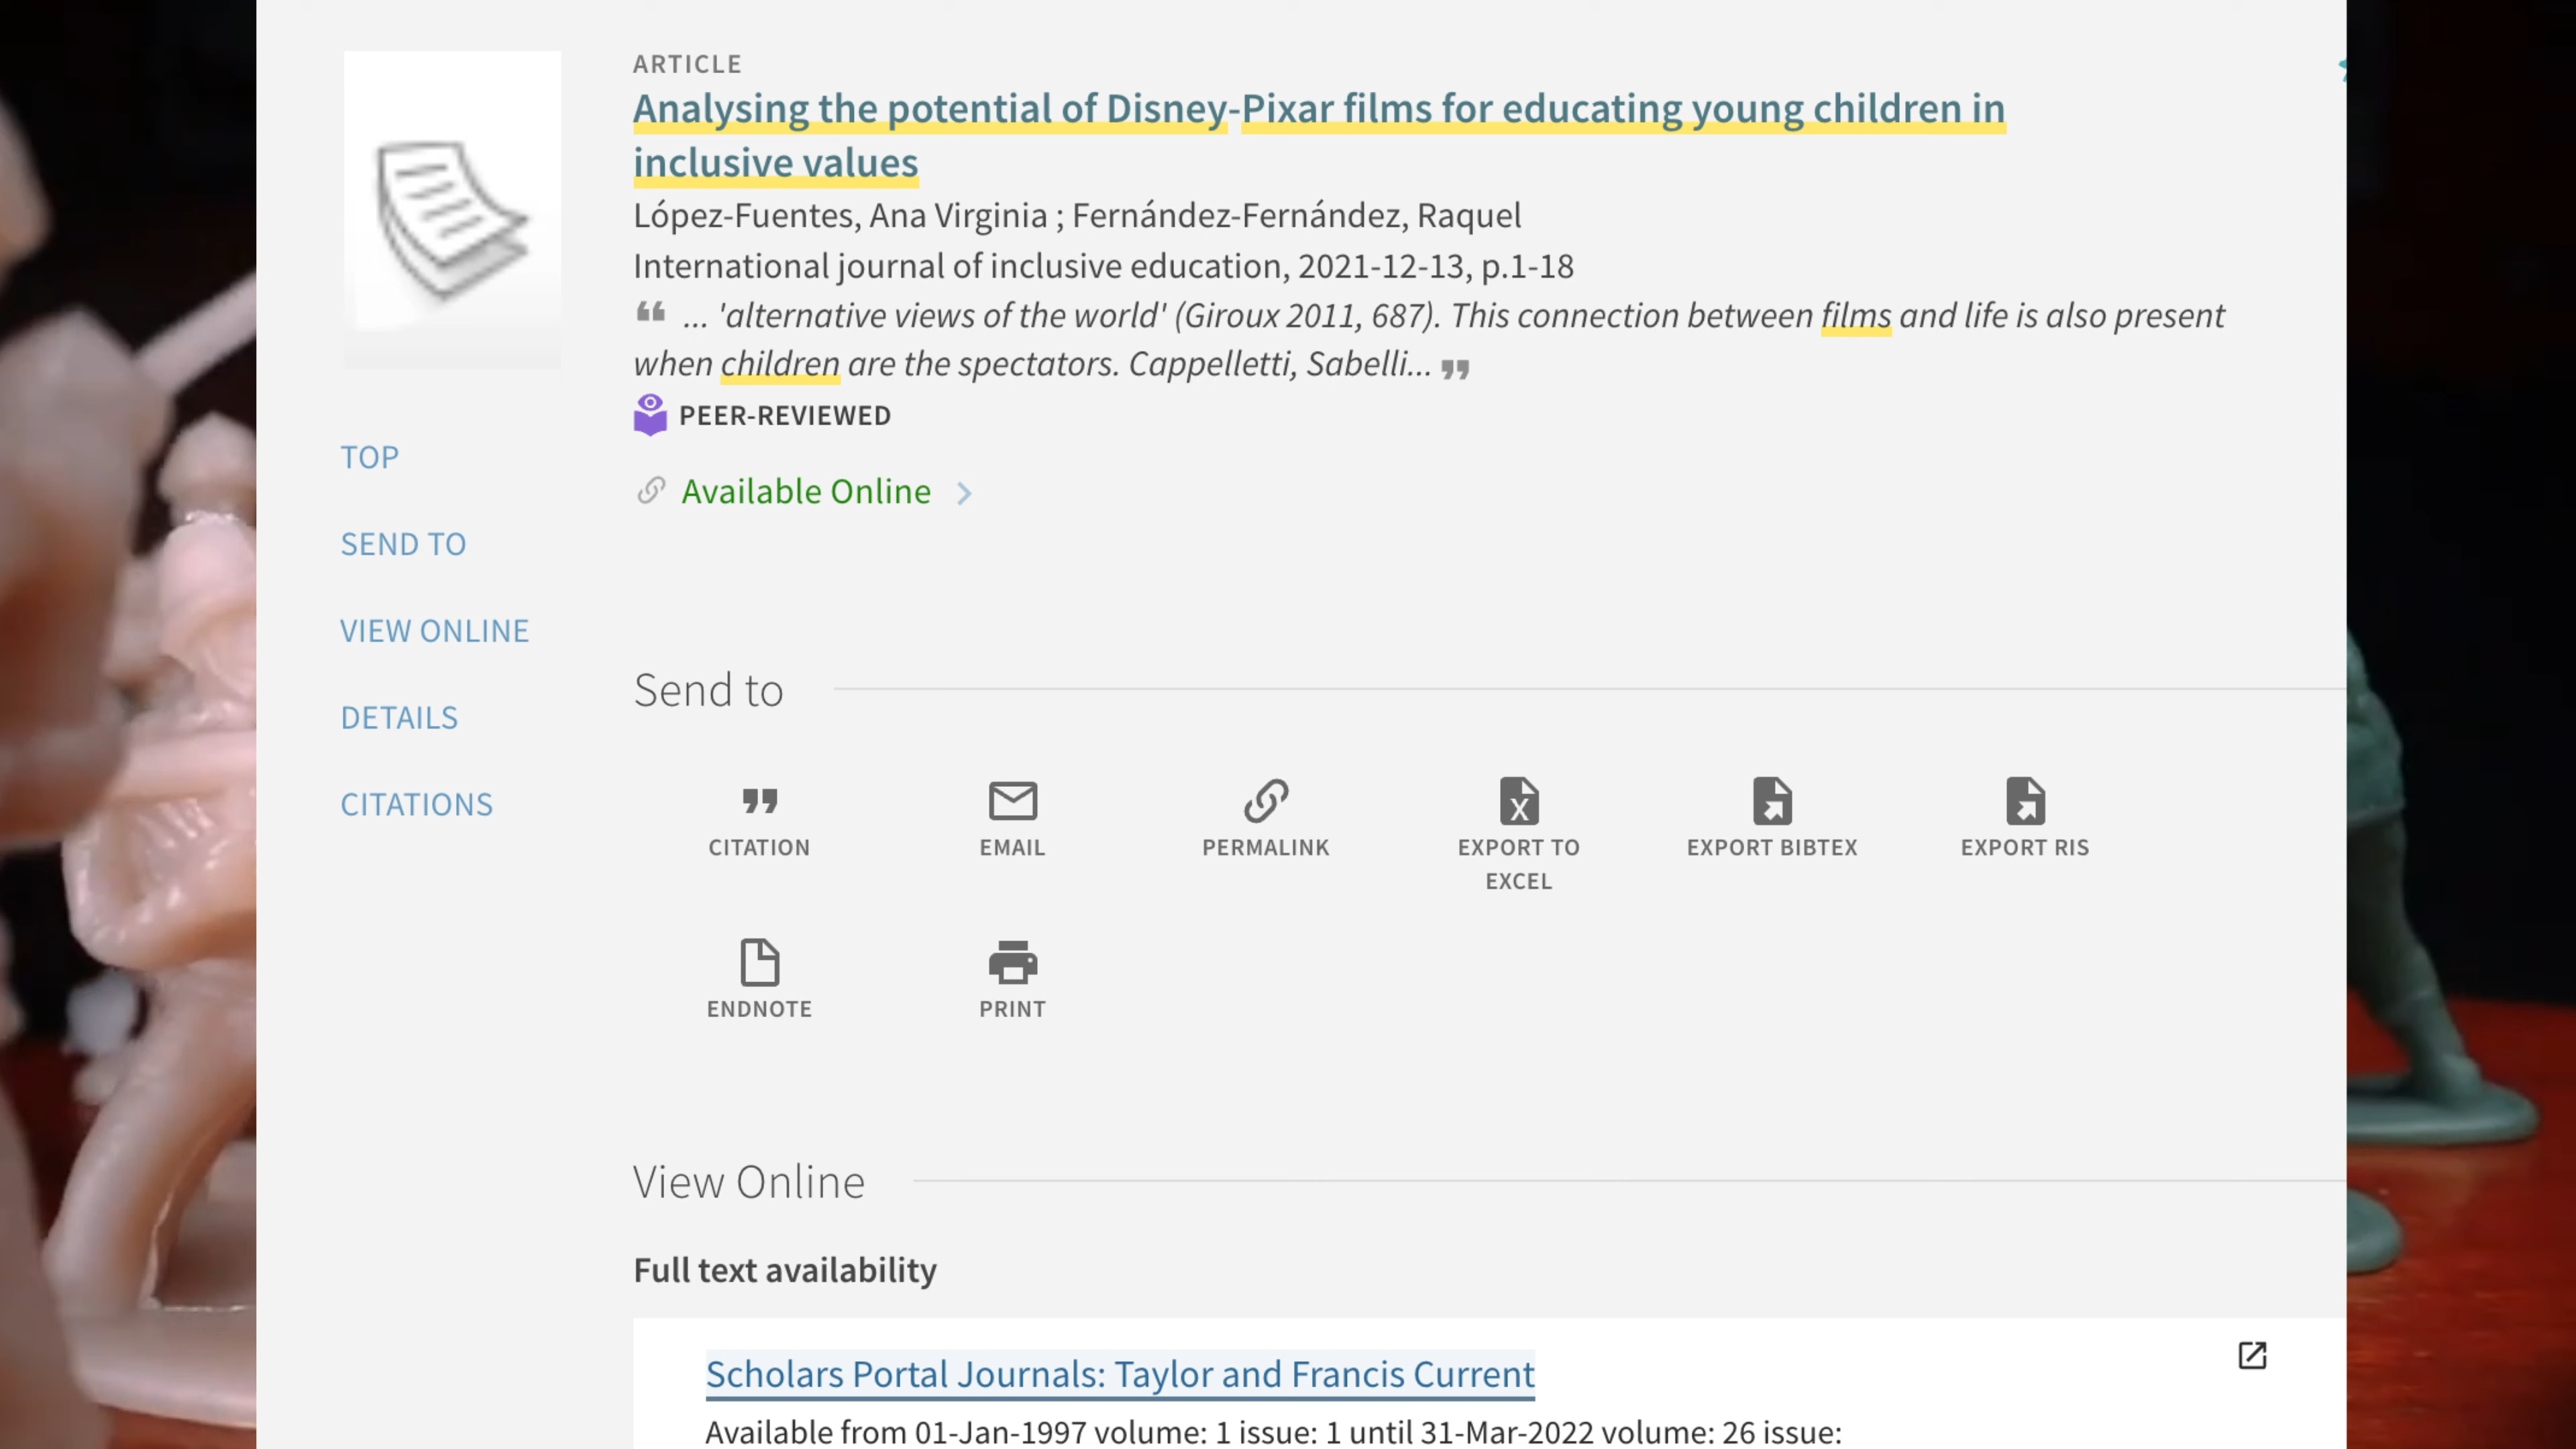 ARTICLE
Analysing the potential of Disney-Pixar films for educating young children in
inclusive values
López-Fuentes, Ana Virginia ; Fernández-Fernández, Raquel
International journal of inclusive education, 2021-12-13, p.1-18
“ ... 'alternative views of the world' (Giroux 2011, 687). This connection between films and life is also present
when children are the spectators. Cappelletti, Sabelli... ”
PEER-REVIEWED
Available Online
TOP
SEND TO
VIEW ONLINE
DETAILS
CITATIONS
Send to
CITATION
EMAIL
PERMALINK
EXPORT TO
EXCEL
EXPORT BIBTEX
EXPORT RIS
ENDNOTE
PRINT
View Online
Full text availability
Scholars Portal Journals: Taylor and Francis Current
Available from 01-Jan-1997 volume: 1 issue: 1 until 31-Mar-2022 volume: 26 issue: